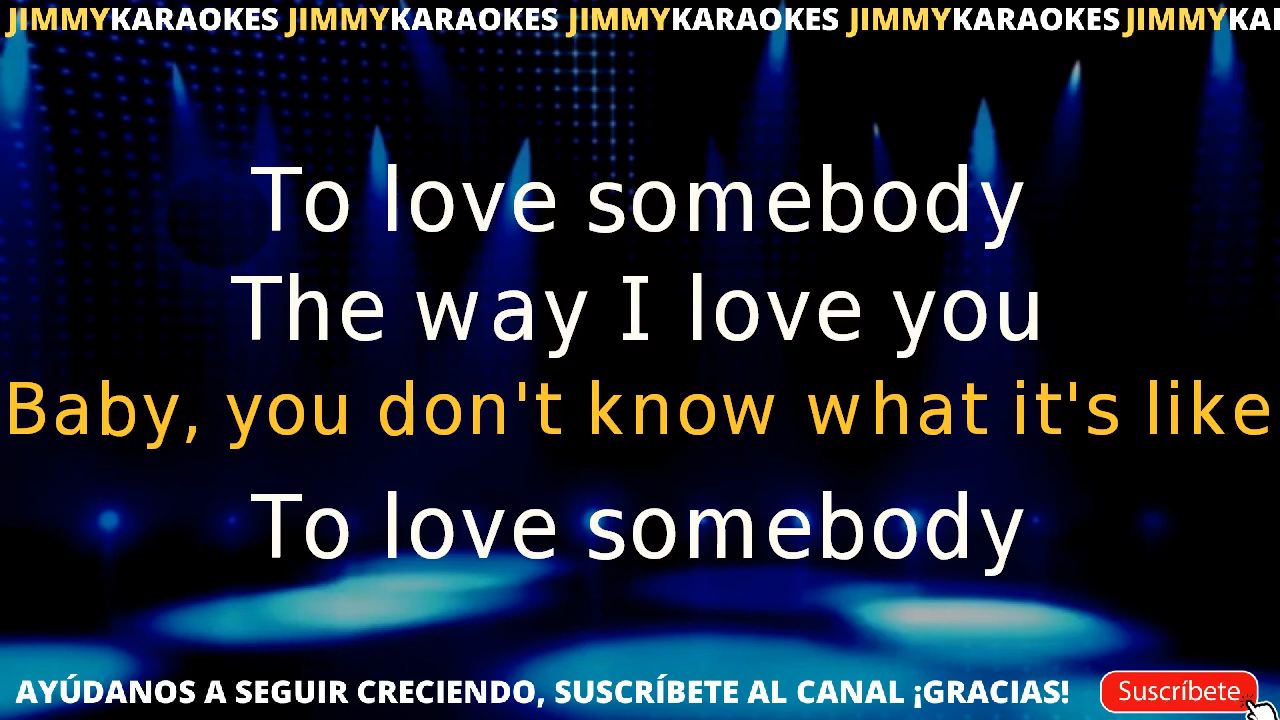 JIMMYKARAOKES JIMMYKARAOKES JIMMYKARAOKES JIMMYKARAOKES JIMMYKA
To love somebody
The way I love you
Baby, you don't know what it's like
To love somebody
AYÚDANOS A SEGUIR CRECIENDO, SUSCRÍBETE AL CANAL ¡GRACIAS! Suscríbete